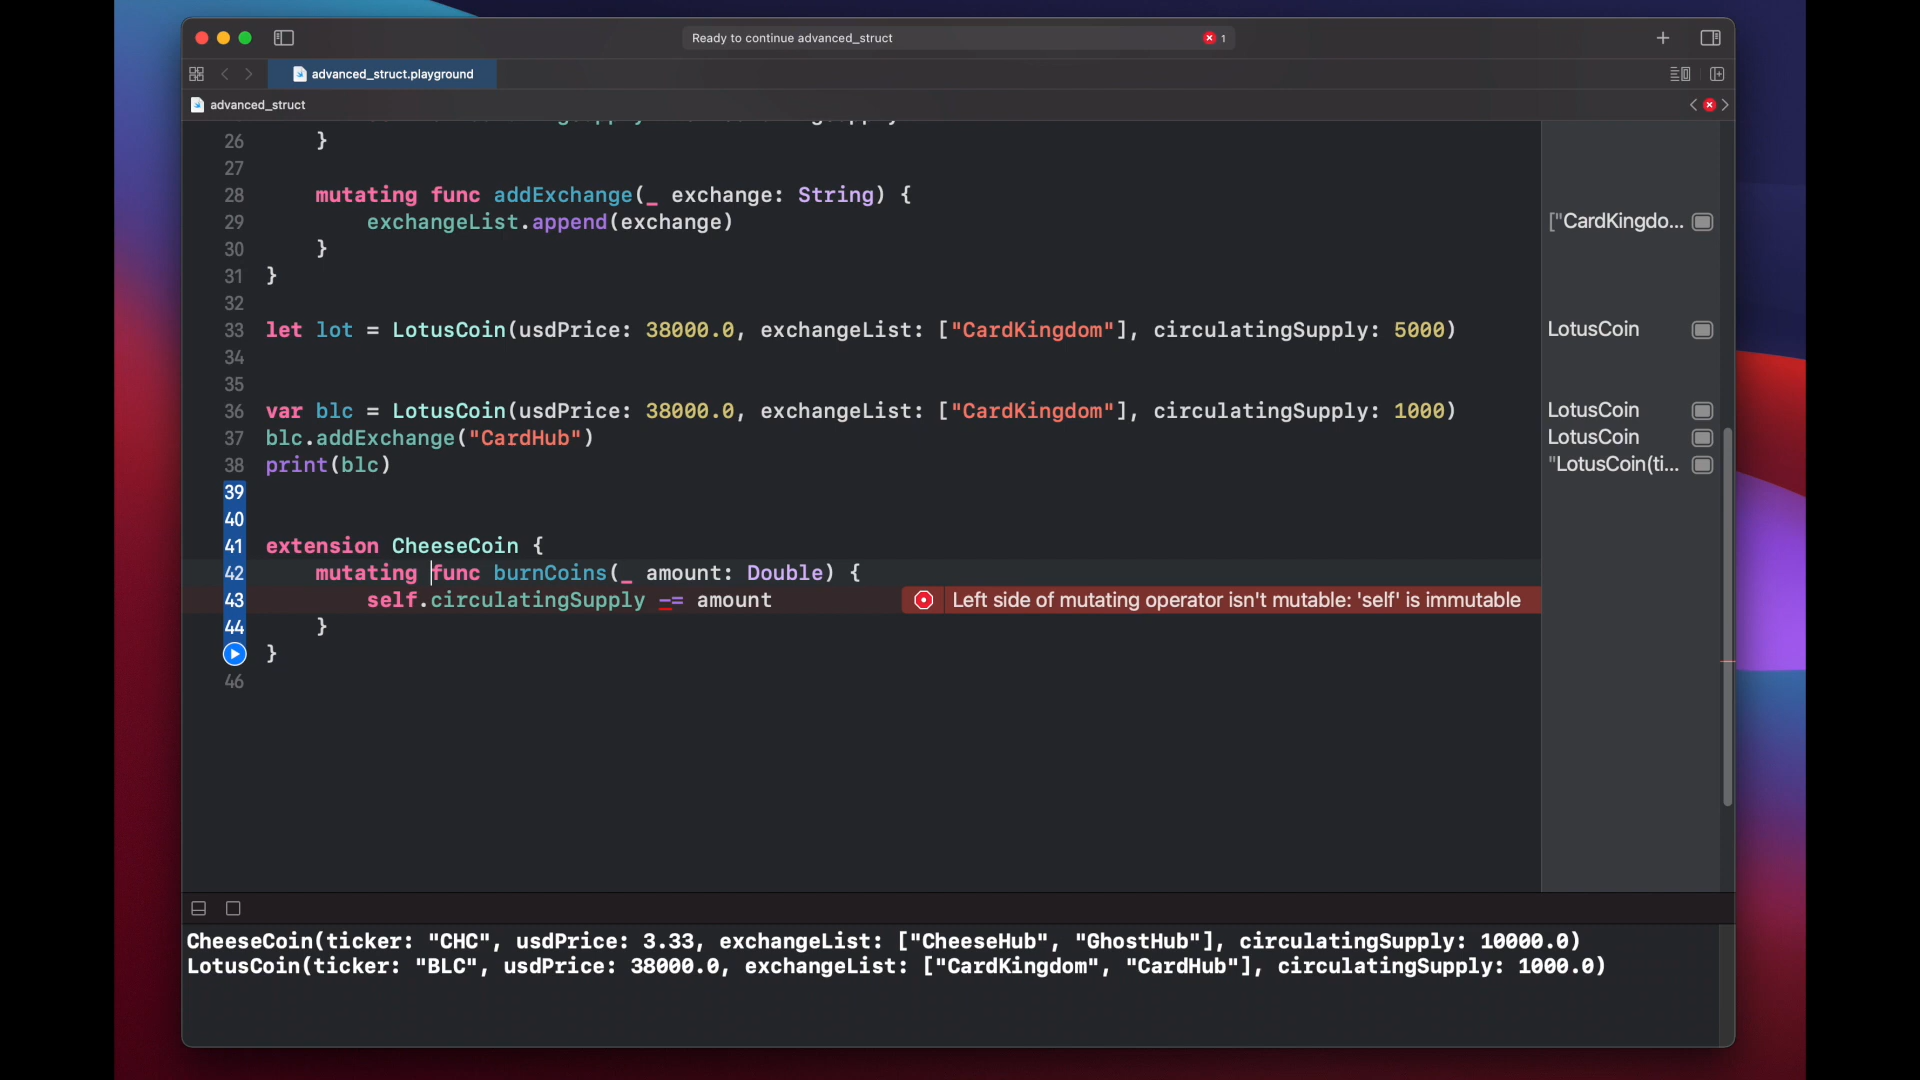 Ready to continue advanced_struct
1
advanced_struct.playground
advanced_struct
26 }
27
28 mutating func addExchange(_ exchange: String) {
29 exchangeList.append(exchange)
["CardKingdo...
30 }
31 }
32
33 let lot = LotusCoin(usdPrice: 38000.0, exchangeList: ["CardKingdom"], circulatingSupply: 5000)
LotusCoin
34
35
36 var blc = LotusCoin(usdPrice: 38000.0, exchangeList: ["CardKingdom"], circulatingSupply: 1000)
LotusCoin
37 blc.addExchange("CardHub")
LotusCoin
38 print(blc)
"LotusCoin(ti...
39
40
41 extension CheeseCoin {
42 mutating func burnCoins(_ amount: Double) {
43 self.circulatingSupply -= amount
Left side of mutating operator isn't mutable: 'self' is immutable
44 }
}
46
CheeseCoin(ticker: "CHC", usdPrice: 3.33, exchangeList: ["CheeseHub", "GhostHub"], circulatingSupply: 10000.0)
LotusCoin(ticker: "BLC", usdPrice: 38000.0, exchangeList: ["CardKingdom", "CardHub"], circulatingSupply: 1000.0)